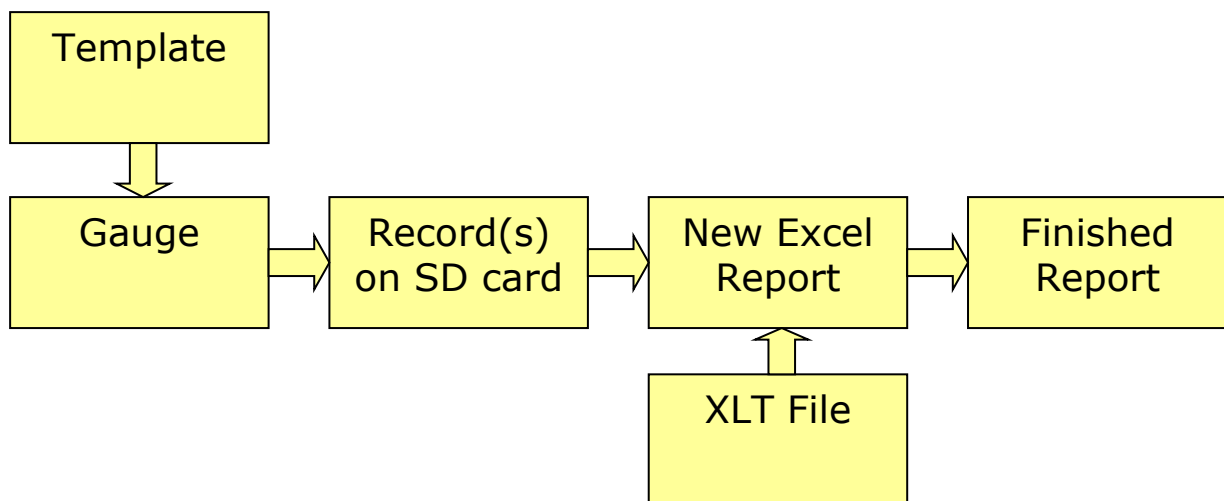 Template
Gauge
Record(s)
on SD card
New Excel
Report
Finished
Report
XLT File